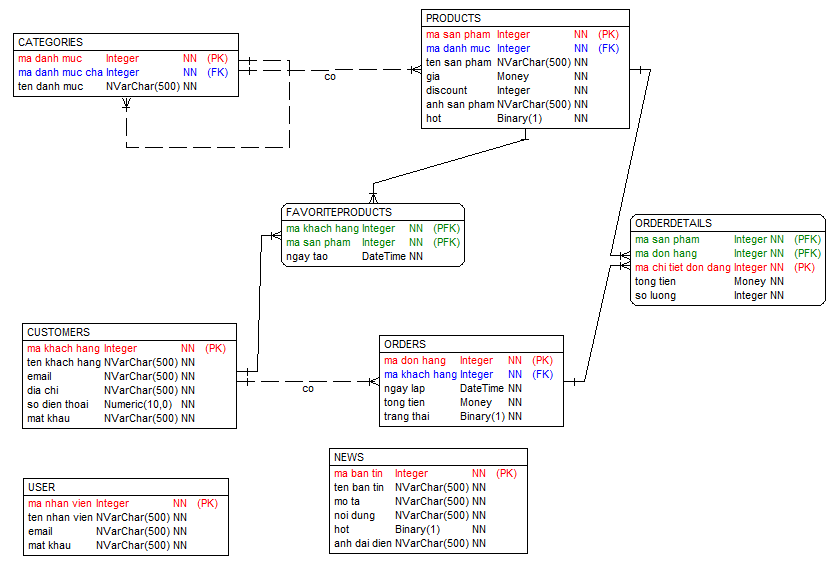 PRODUCTS
ma san pham Integer NN (PK)
ma danh muc Integer NN (FK)
ten san pham NVarChar(500) NN
gia Money NN
discount Integer NN
anh san pham NVarChar(500) NN
hot Binary(1) NN
CATEGORIES
ma danh muc Integer NN (PK)
ma danh muc cha Integer NN (FK)
ten danh muc NVarChar(500) NN
co
FAVORITEPRODUCTS
ma khach hang Integer NN (PFK)
ma san pham Integer NN (PFK)
ngay tao DateTime NN
ORDERDETAILS
ma san pham Integer NN (PFK)
ma don hang Integer NN (PFK)
ma chi tiet don dang Integer NN (PK)
tong tien Money NN
so luong Integer NN
CUSTOMERS
ma khach hang Integer NN (PK)
ten khach hang NVarChar(500) NN
email NVarChar(500) NN
dia chi NVarChar(500) NN
so dien thoai Numeric(10,0) NN
mat khau NVarChar(500) NN
co
ORDERS
ma don hang Integer NN (PK)
ma khach hang Integer NN (FK)
ngay lap DateTime NN
tong tien Money NN
trang thai Binary(1) NN
USER
ma nhan vien Integer NN (PK)
ten nhan vien NVarChar(500) NN
email NVarChar(500) NN
mat khau NVarChar(500) NN
NEWS
ma ban tin Integer NN (PK)
ten ban tin NVarChar(500) NN
mo ta NVarChar(500) NN
noi dung NVarChar(500) NN
hot Binary(1) NN
anh dai dien NVarChar(500) NN